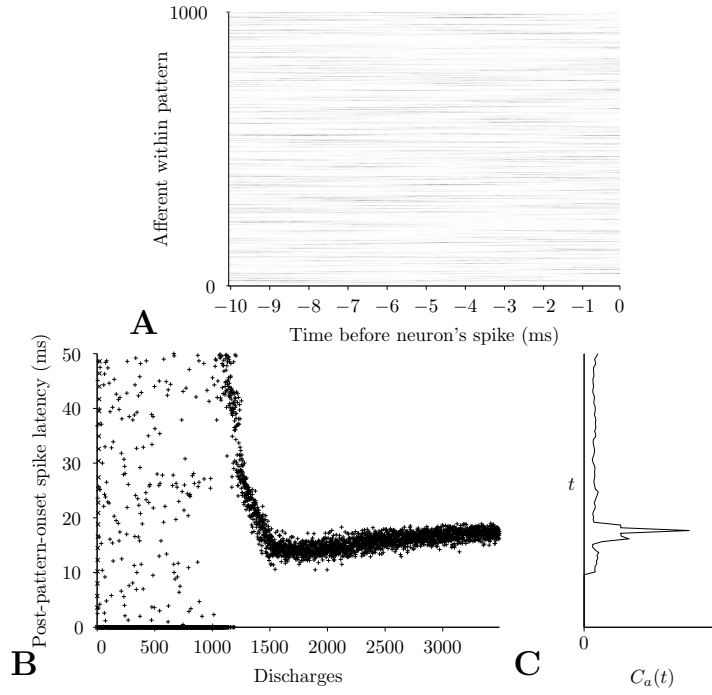 1000
Afferent within pattern
0
−10 −9 −8 −7 −6 −5 −4 −3 −2 −1 0
A
Time before neuron's spike (ms)
Post-pattern-onset spike latency (ms)
50
40
30
20
10
0
0 500 1000 1500 2000 2500 3000
B
Discharges
t
0
C
C_a(t)